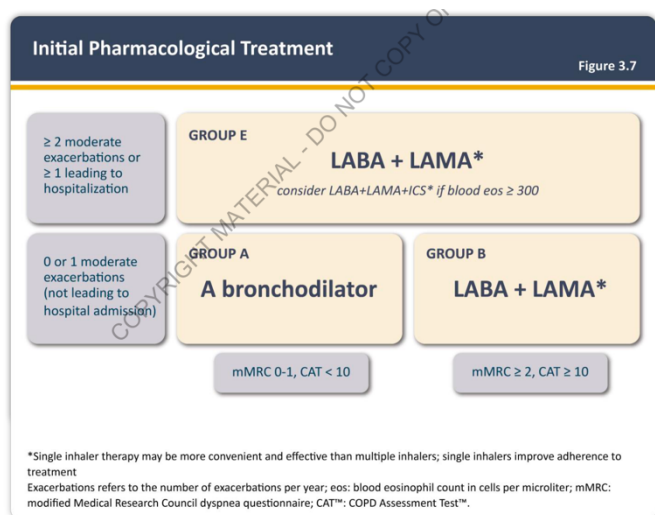 Initial Pharmacological Treatment
Figure 3.7
≥ 2 moderate
exacerbations or
≥ 1 leading to
hospitalization
GROUP E
LABA + LAMA*
consider LABA+LAMA+ICS* if blood eos ≥ 300
0 or 1 moderate
exacerbations
(not leading to
hospital admission)
GROUP A
A bronchodilator
GROUP B
LABA + LAMA*
mMRC 0-1, CAT < 10
mMRC ≥ 2, CAT ≥ 10
COPYRIGHT MATERIAL - DO NOT COPY
*Single inhaler therapy may be more convenient and effective than multiple inhalers; single inhalers improve adherence to
treatment
Exacerbations refers to the number of exacerbations per year; eos: blood eosinophil count in cells per microliter; mMRC:
modified Medical Research Council dyspnea questionnaire; CAT™: COPD Assessment Test™.